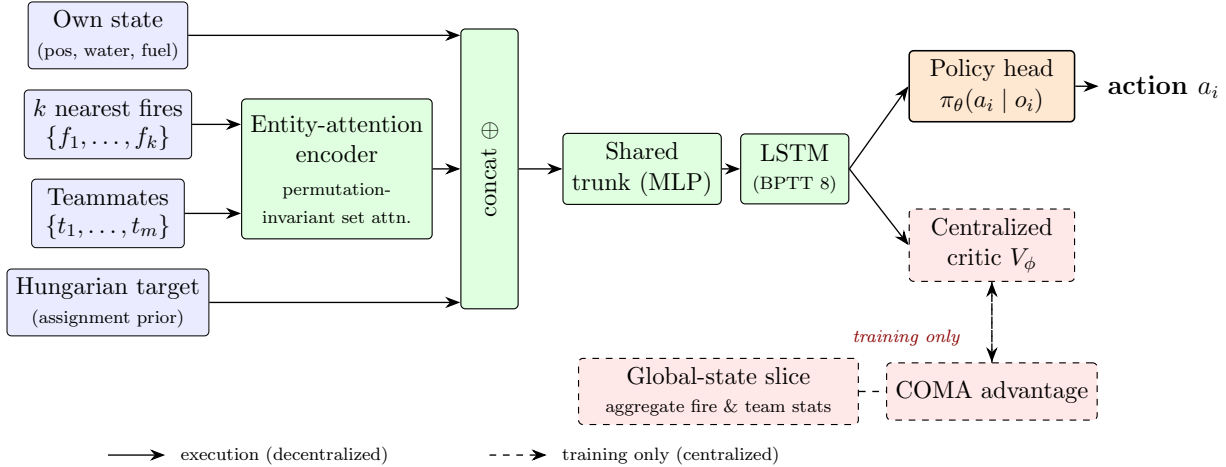 Own state
(pos, water, fuel)
k nearest fires
{f₁, . . . , fₖ}
Teammates
{t₁, . . . , tₘ}
Hungarian target
(assignment prior)
Entity-attention
encoder
permutation-
invariant set attn.
concat ⊕
Shared
trunk (MLP)
LSTM
(BPTT 8)
Policy head
π_θ(aᵢ | oᵢ)
action aᵢ
Centralized
critic V_ϕ
training only
Global-state slice
aggregate fire & team stats
COMA advantage
execution (decentralized)
training only (centralized)